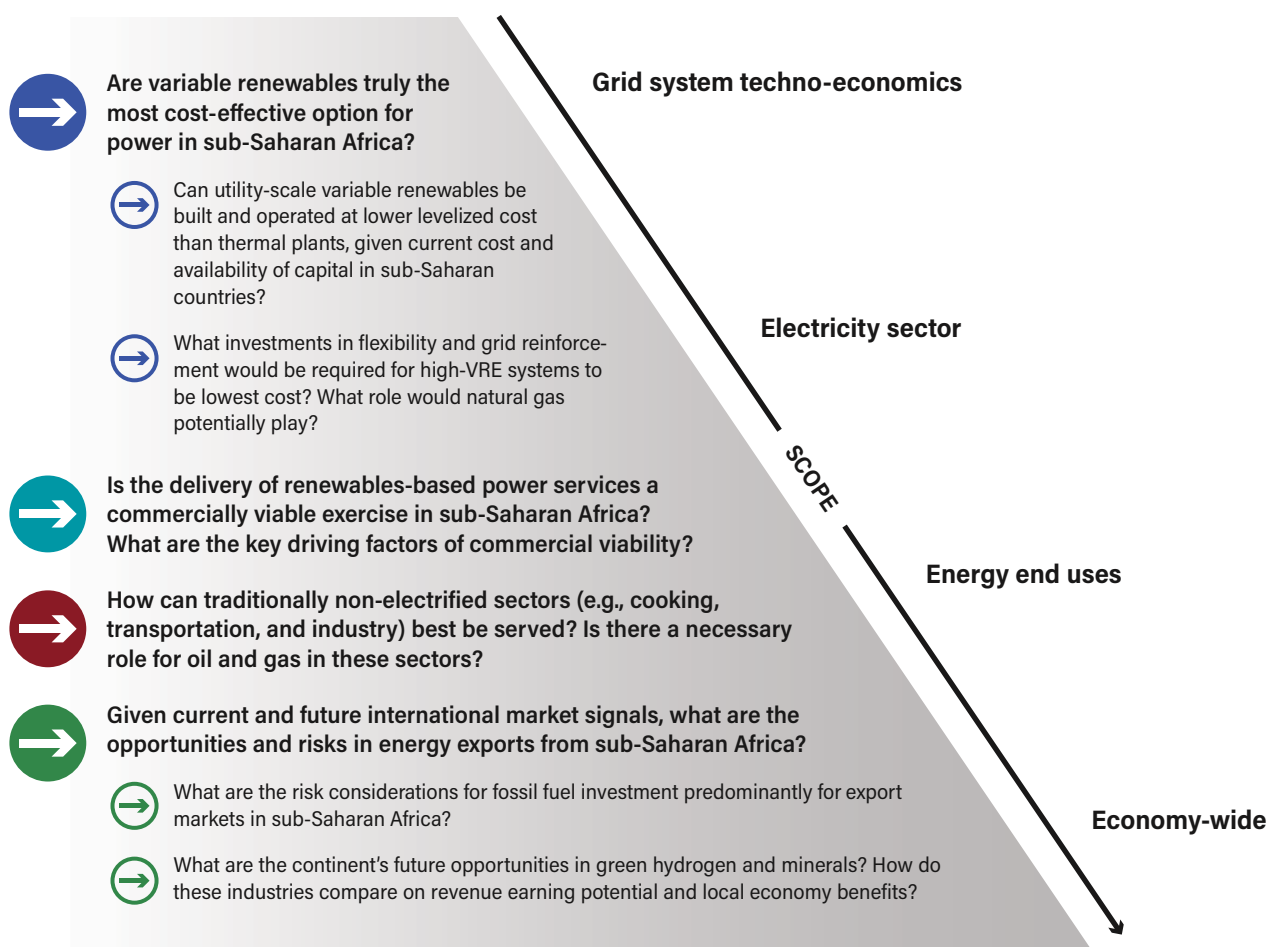 Are variable renewables truly the
most cost-effective option for
power in sub-Saharan Africa?
Can utility-scale variable renewables be
built and operated at lower levelized cost
than thermal plants, given current cost and
availability of capital in sub-Saharan
countries?
What investments in flexibility and grid reinforce-
ment would be required for high-VRE systems to
be lowest cost? What role would natural gas
potentially play?
Is the delivery of renewables-based power services a
commercially viable exercise in sub-Saharan Africa?
What are the key driving factors of commercial viability?
How can traditionally non-electrified sectors (e.g., cooking,
transportation, and industry) best be served? Is there a necessary
role for oil and gas in these sectors?
Given current and future international market signals, what are the
opportunities and risks in energy exports from sub-Saharan Africa?
What are the risk considerations for fossil fuel investment predominantly for export
markets in sub-Saharan Africa?
What are the continent's future opportunities in green hydrogen and minerals? How do
these industries compare on revenue earning potential and local economy benefits?
Grid system techno-economics
Electricity sector
SCOPE
Energy end uses
Economy-wide